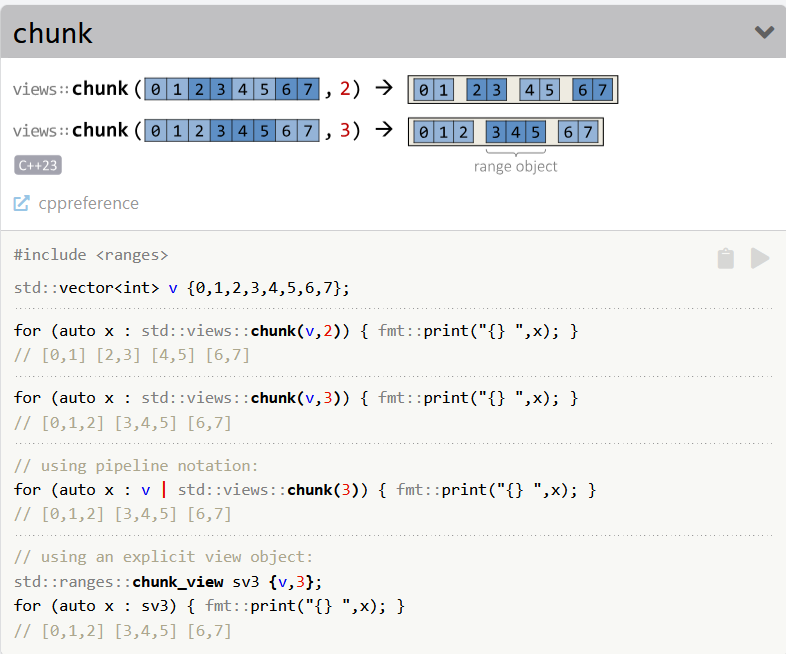 chunk
views::chunk(0 1 2 3 4 5 6 7, 2) → 0 1 2 3 4 5 6 7
views::chunk(0 1 2 3 4 5 6 7, 3) → 0 1 2 3 4 5 6 7
range object
C++23
cppreference
#include <ranges>
std::vector<int> v {0,1,2,3,4,5,6,7};
for (auto x : std::views::chunk(v,2)) { fmt::print("{} ",x); }
// [0,1] [2,3] [4,5] [6,7]
for (auto x : std::views::chunk(v,3)) { fmt::print("{} ",x); }
// [0,1,2] [3,4,5] [6,7]
// using pipeline notation:
for (auto x : v | std::views::chunk(3)) { fmt::print("{} ",x); }
// [0,1,2] [3,4,5] [6,7]
// using an explicit view object:
std::ranges::chunk_view sv3 {v,3};
for (auto x : sv3) { fmt::print("{} ",x); }
// [0,1,2] [3,4,5] [6,7]